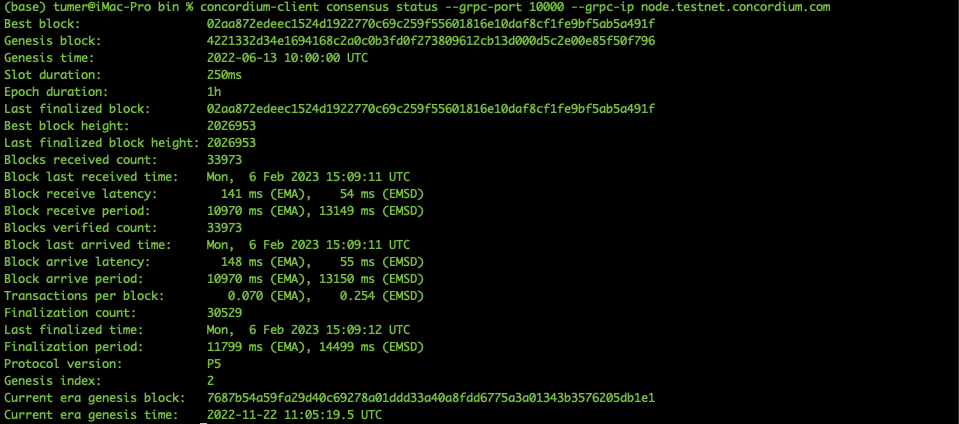 (base) tumer@iMac-Pro bin % concordium-client consensus status --grpc-port 10000 --grpc-ip node.testnet.concordium.com
Best block: 02aa872edeec1524d1922770c69c259f55601816e10daf8cf1fe9bf5ab5a491f
Genesis block: 4221332d34e1694168c2a0c0b3fd0f273809612cb13d000d5c2e00e85f50f796
Genesis time: 2022-06-13 10:00:00 UTC
Slot duration: 250ms
Epoch duration: 1h
Last finalized block: 02aa872edeec1524d1922770c69c259f55601816e10daf8cf1fe9bf5ab5a491f
Best block height: 2026953
Last finalized block height: 2026953
Blocks received count: 33973
Block last received time: Mon,  6 Feb 2023 15:09:11 UTC
Block receive latency: 141 ms (EMA),    54 ms (EMSD)
Block receive period: 10970 ms (EMA), 13149 ms (EMSD)
Blocks verified count: 33973
Block last arrived time: Mon,  6 Feb 2023 15:09:11 UTC
Block arrive latency: 148 ms (EMA),    55 ms (EMSD)
Block arrive period: 10970 ms (EMA), 13150 ms (EMSD)
Transactions per block: 0.070 (EMA),    0.254 (EMSD)
Finalization count: 30529
Last finalized time: Mon,  6 Feb 2023 15:09:12 UTC
Finalization period: 11799 ms (EMA), 14499 ms (EMSD)
Protocol version: P5
Genesis index: 2
Current era genesis block: 7687b54a59fa29d40c69278a01ddd33a40a8fdd6775a3a01343b3576205db1e1
Current era genesis time: 2022-11-22 11:05:19.5 UTC